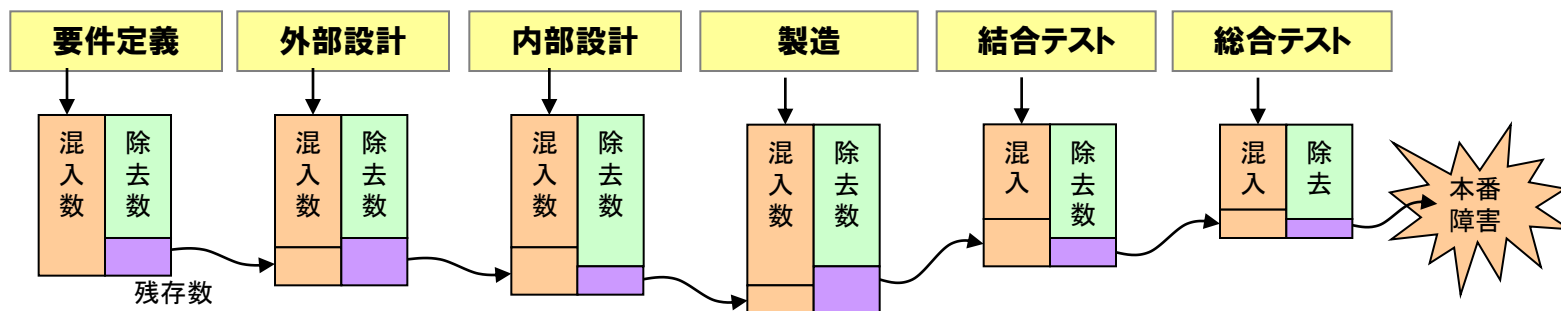 要件定義
外部設計
内部設計
製造
結合テスト
総合テスト
混入数
除去数
混入数
除去数
混入数
除去数
混入数
除去数
混入
除去数
混入
除去
本番
障害
残存数